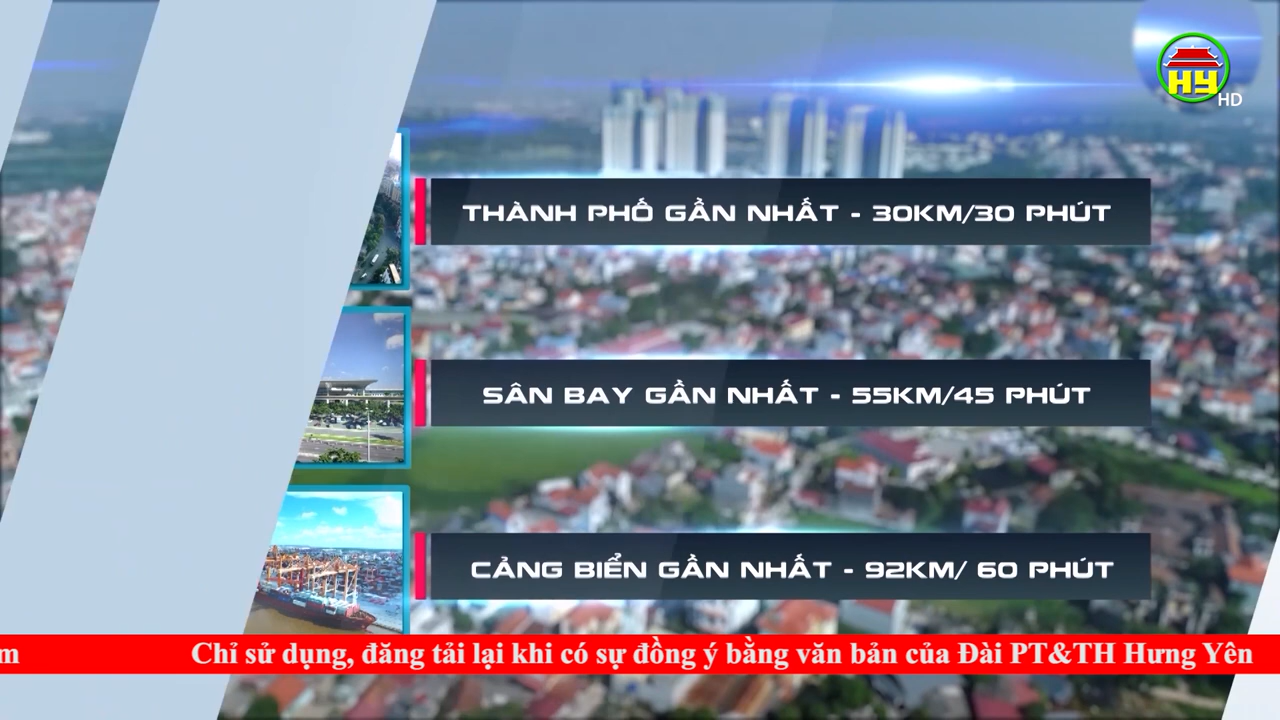 HY
HD
THÀNH PHỐ GẦN NHẤT - 30KM/30 PHÚT
SÂN BAY GẦN NHẤT - 55KM/45 PHÚT
CẢNG BIỂN GẦN NHẤT - 92KM/ 60 PHÚT
m Chỉ sử dụng, đăng tải lại khi có sự đồng ý bằng văn bản của Đài PT&TH Hưng Yên